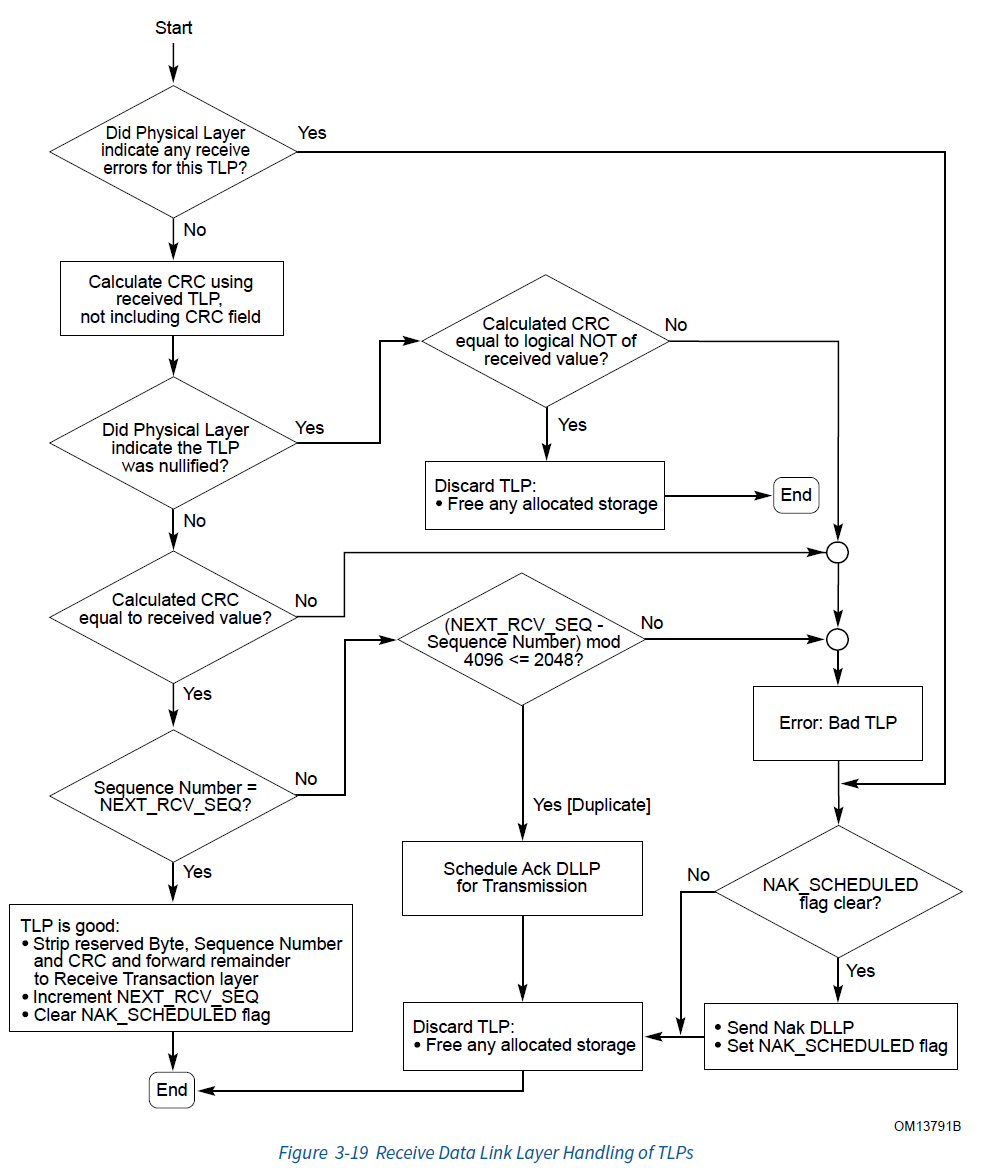 Start
Did Physical Layer
indicate any receive
errors for this TLP?
Yes
No
Calculate CRC using
received TLP,
not including CRC field
Calculated CRC
equal to logical NOT of
received value?
No
Yes
Did Physical Layer
indicate the TLP
was nullified?
Yes
No
Discard TLP:
• Free any allocated storage
End
Calculated CRC
equal to received value?
No
Yes
(NEXT_RCV_SEQ -
Sequence Number) mod
4096 <= 2048?
No
Yes [Duplicate]
Error: Bad TLP
Sequence Number =
NEXT_RCV_SEQ?
No
Yes
Schedule Ack DLLP
for Transmission
NAK_SCHEDULED
flag clear?
No
Yes
TLP is good:
• Strip reserved Byte, Sequence Number
and CRC and forward remainder
to Receive Transaction layer
• Increment NEXT_RCV_SEQ
• Clear NAK_SCHEDULED flag
Discard TLP:
• Free any allocated storage
• Send Nak DLLP
• Set NAK_SCHEDULED flag
End
OM13791B
Figure 3-19 Receive Data Link Layer Handling of TLPs